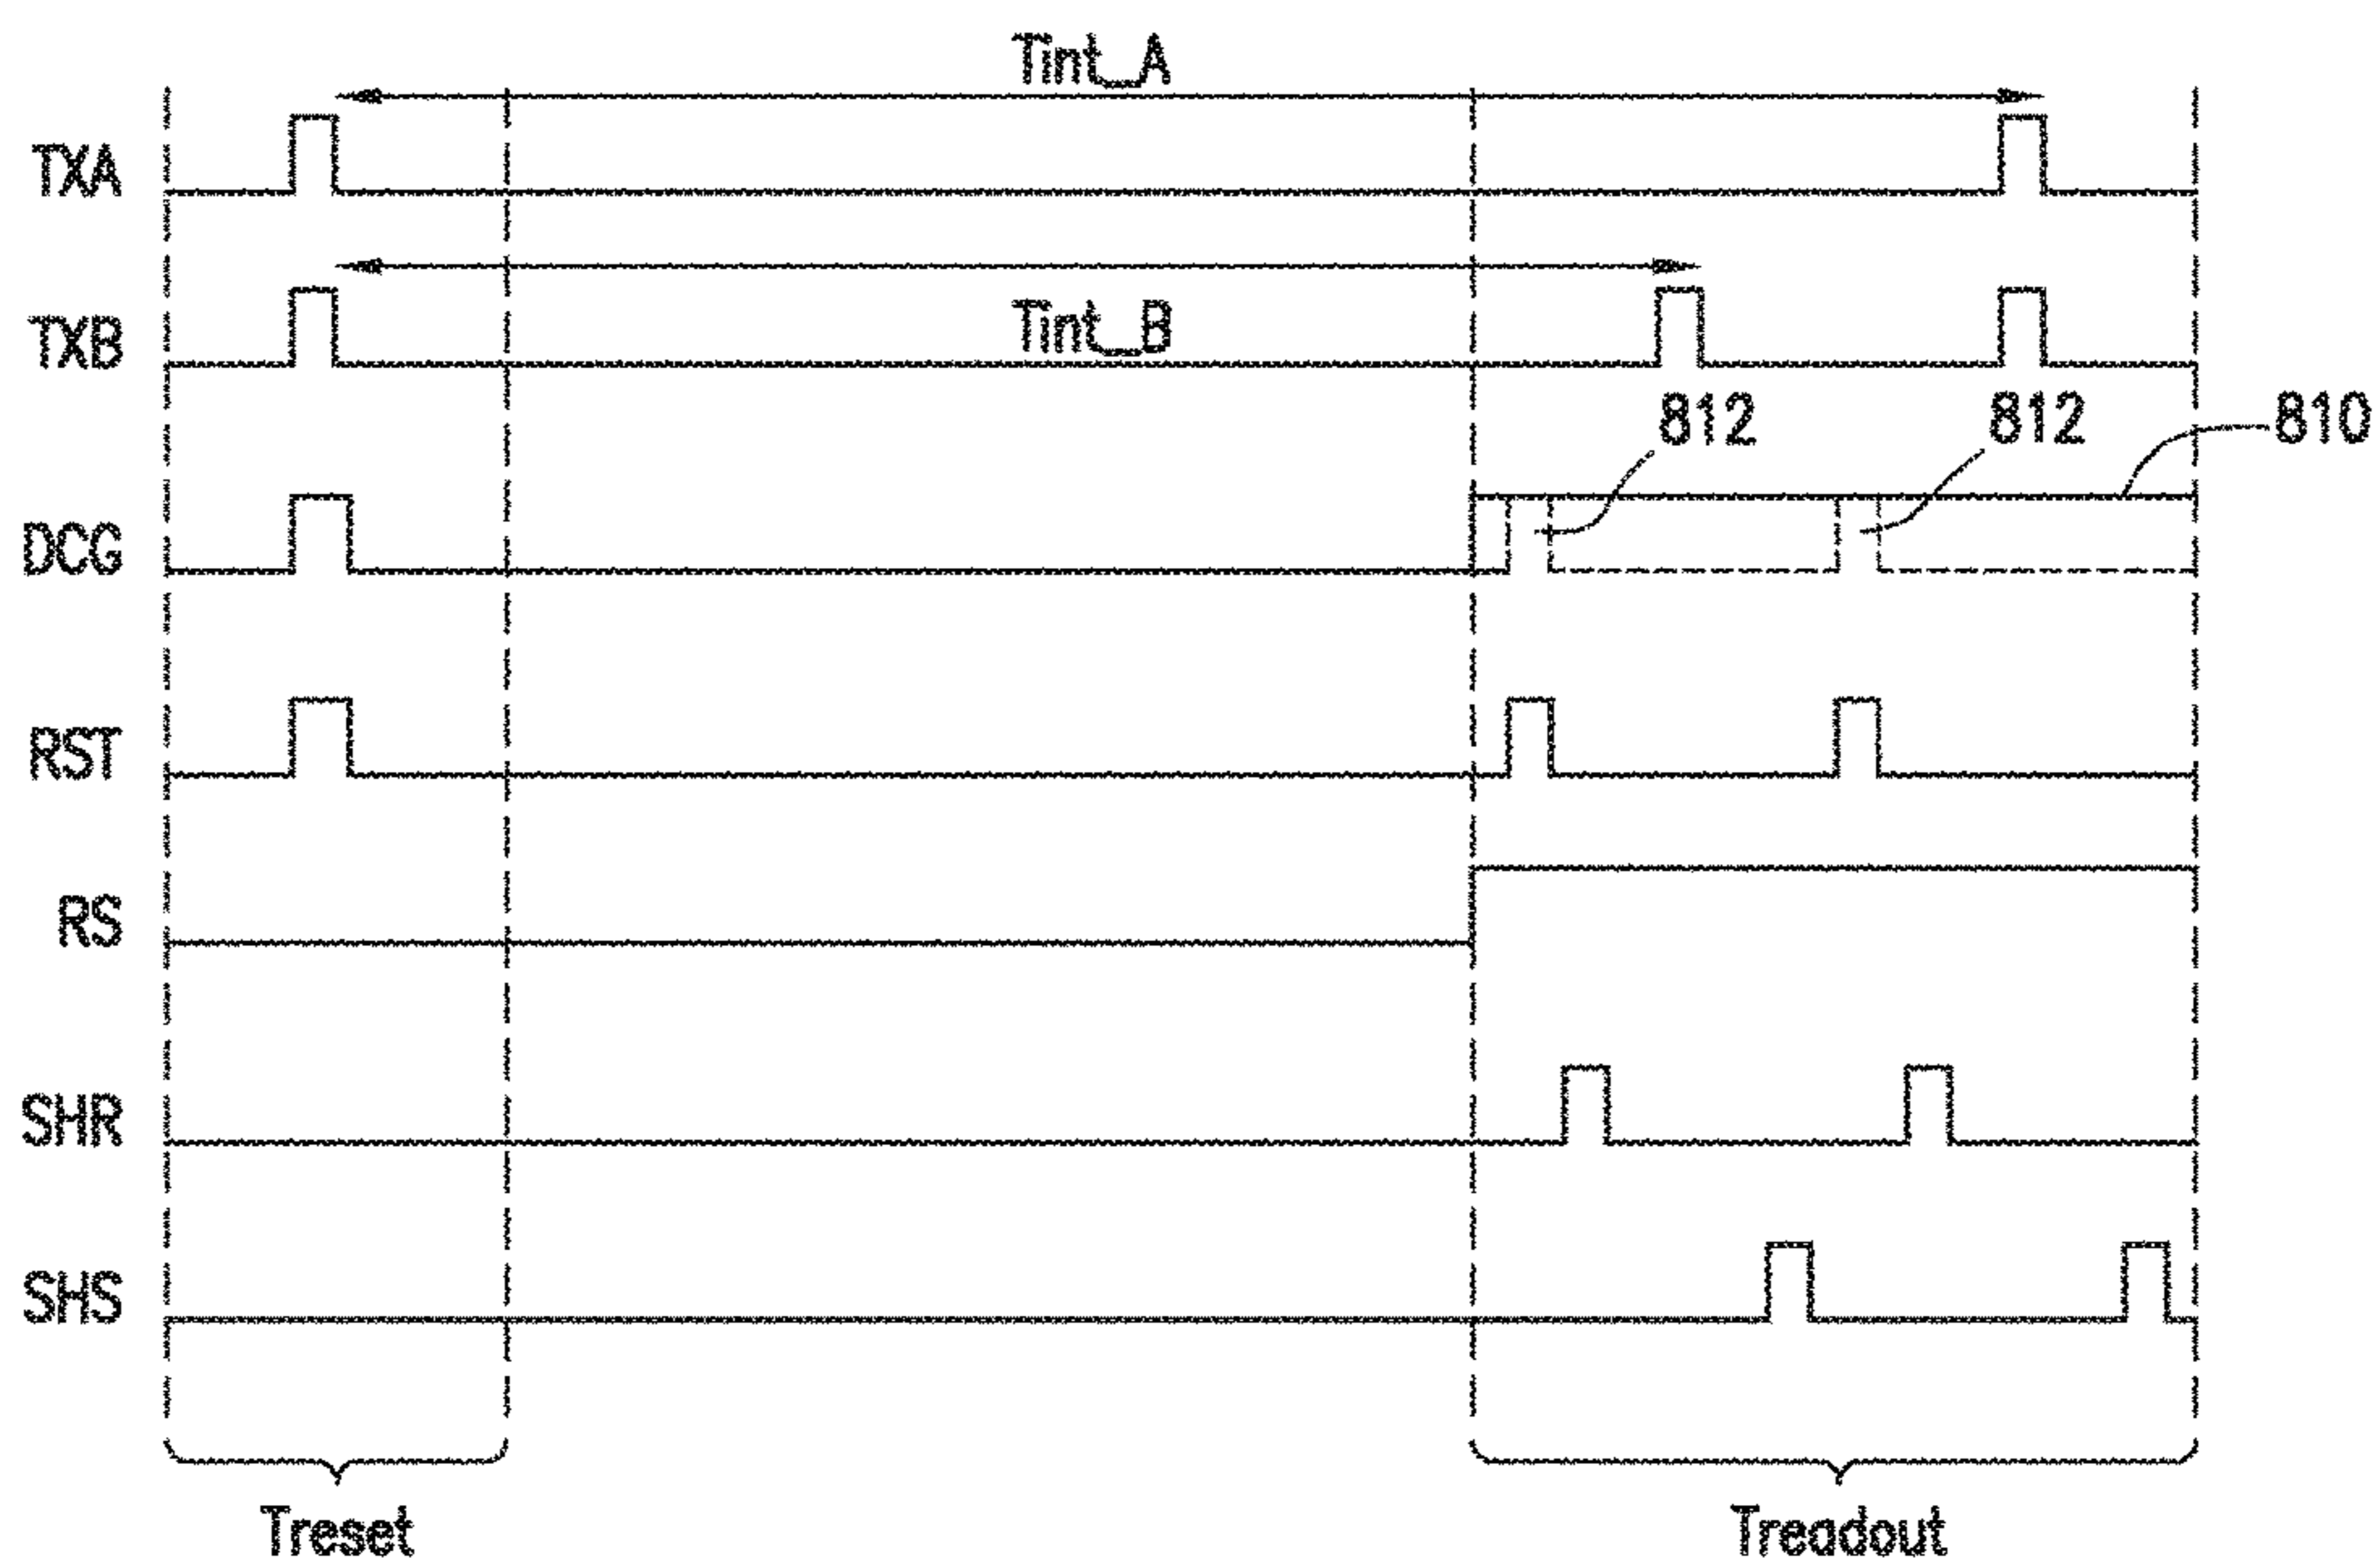 Tint_A
TXA
TXB
Tint_B
812
812
810
DCG
RST
RS
SHR
SHS
Treset
Treadout